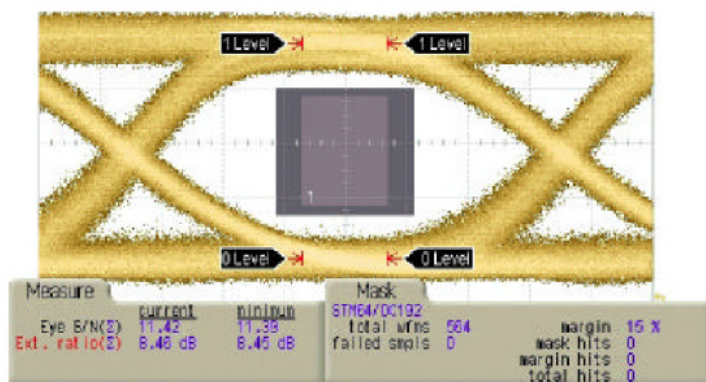 1 Level 1 Level
1
0 Level 0 Level
Measure
current minimum
Eye S/N(Σ) 11.42 11.39
Ext. ratio(Σ) 8.46 dB 8.45 dB
Mask
STM64/OC192
total wfms 564 margin 15 %
failed smpls 0 mask hits 0
margin hits 0
total hits 0